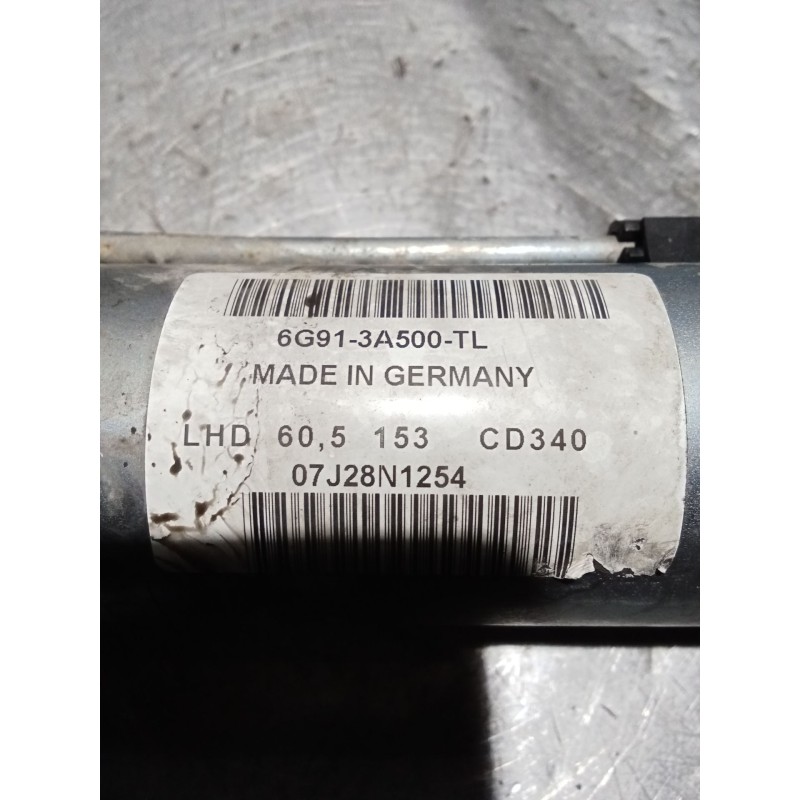 6G91-3A500-TL
MADE IN GERMANY
LHD 60,5 153 CD340
07J28N1254